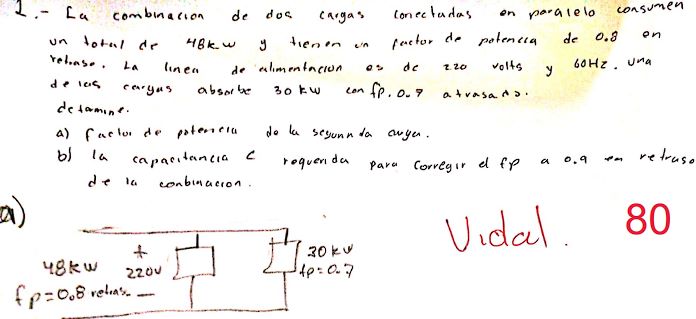 1.- La combinacion de dos cargas conectadas en paralelo consumen
un total de 48kw y tienen un factor de potencia de 0.8 en
retraso. La linea de alimentacion es de 220 volts y 60Hz. una
de las cargas absorbe 30 kw con fp. 0.7 atrasado.
determine.
a) factor de potencia de la segunda carga.
b) la capacitancia C requerida para corregir el fp a 0.9 en retraso
de la conbinacion.
a)
48kw
fp=0.8 retras.
+
220v
—
30kw
fp=0.7
Vidal.
80